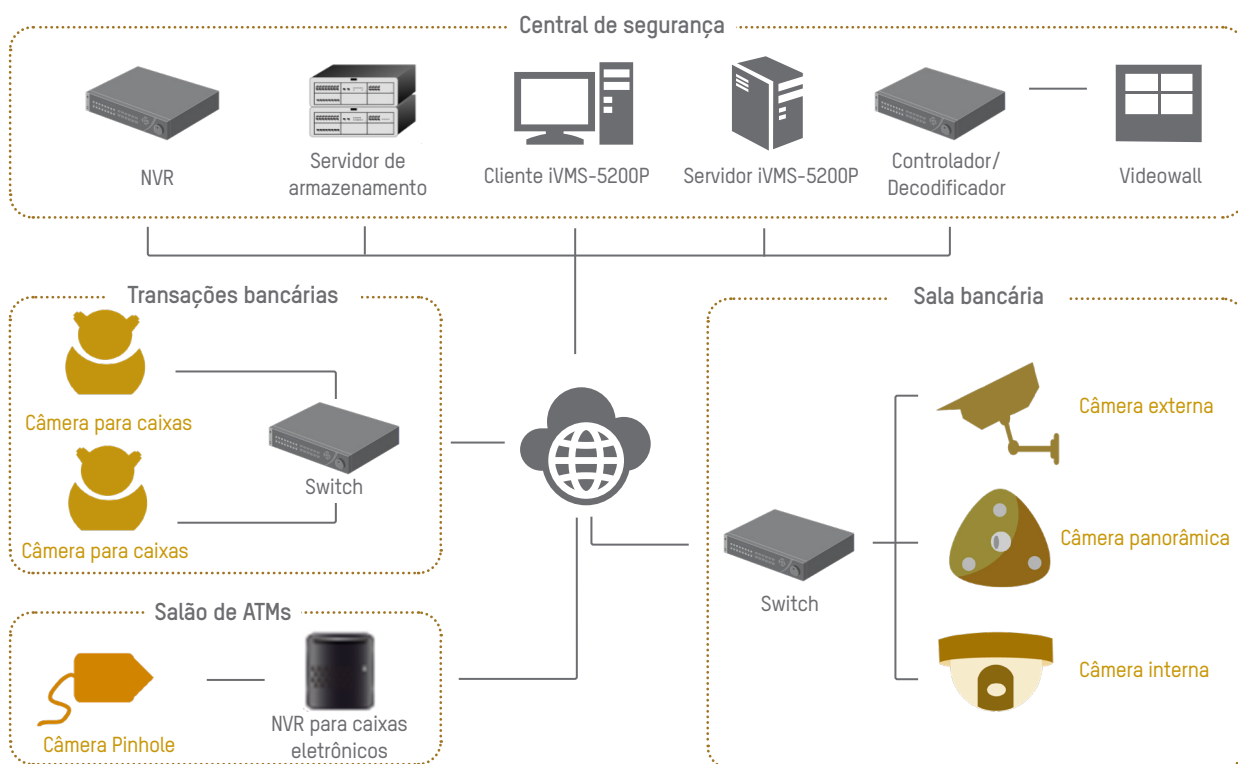 Central de segurança
NVR
Servidor de
armazenamento
Cliente iVMS-5200P
Servidor iVMS-5200P
Controlador/
Decodificador
Videowall
Transações bancárias
Câmera para caixas
Câmera para caixas
Switch
Sala bancária
Câmera externa
Câmera panorâmica
Câmera interna
Switch
Salão de ATMs
Câmera Pinhole
NVR para caixas
eletrônicos